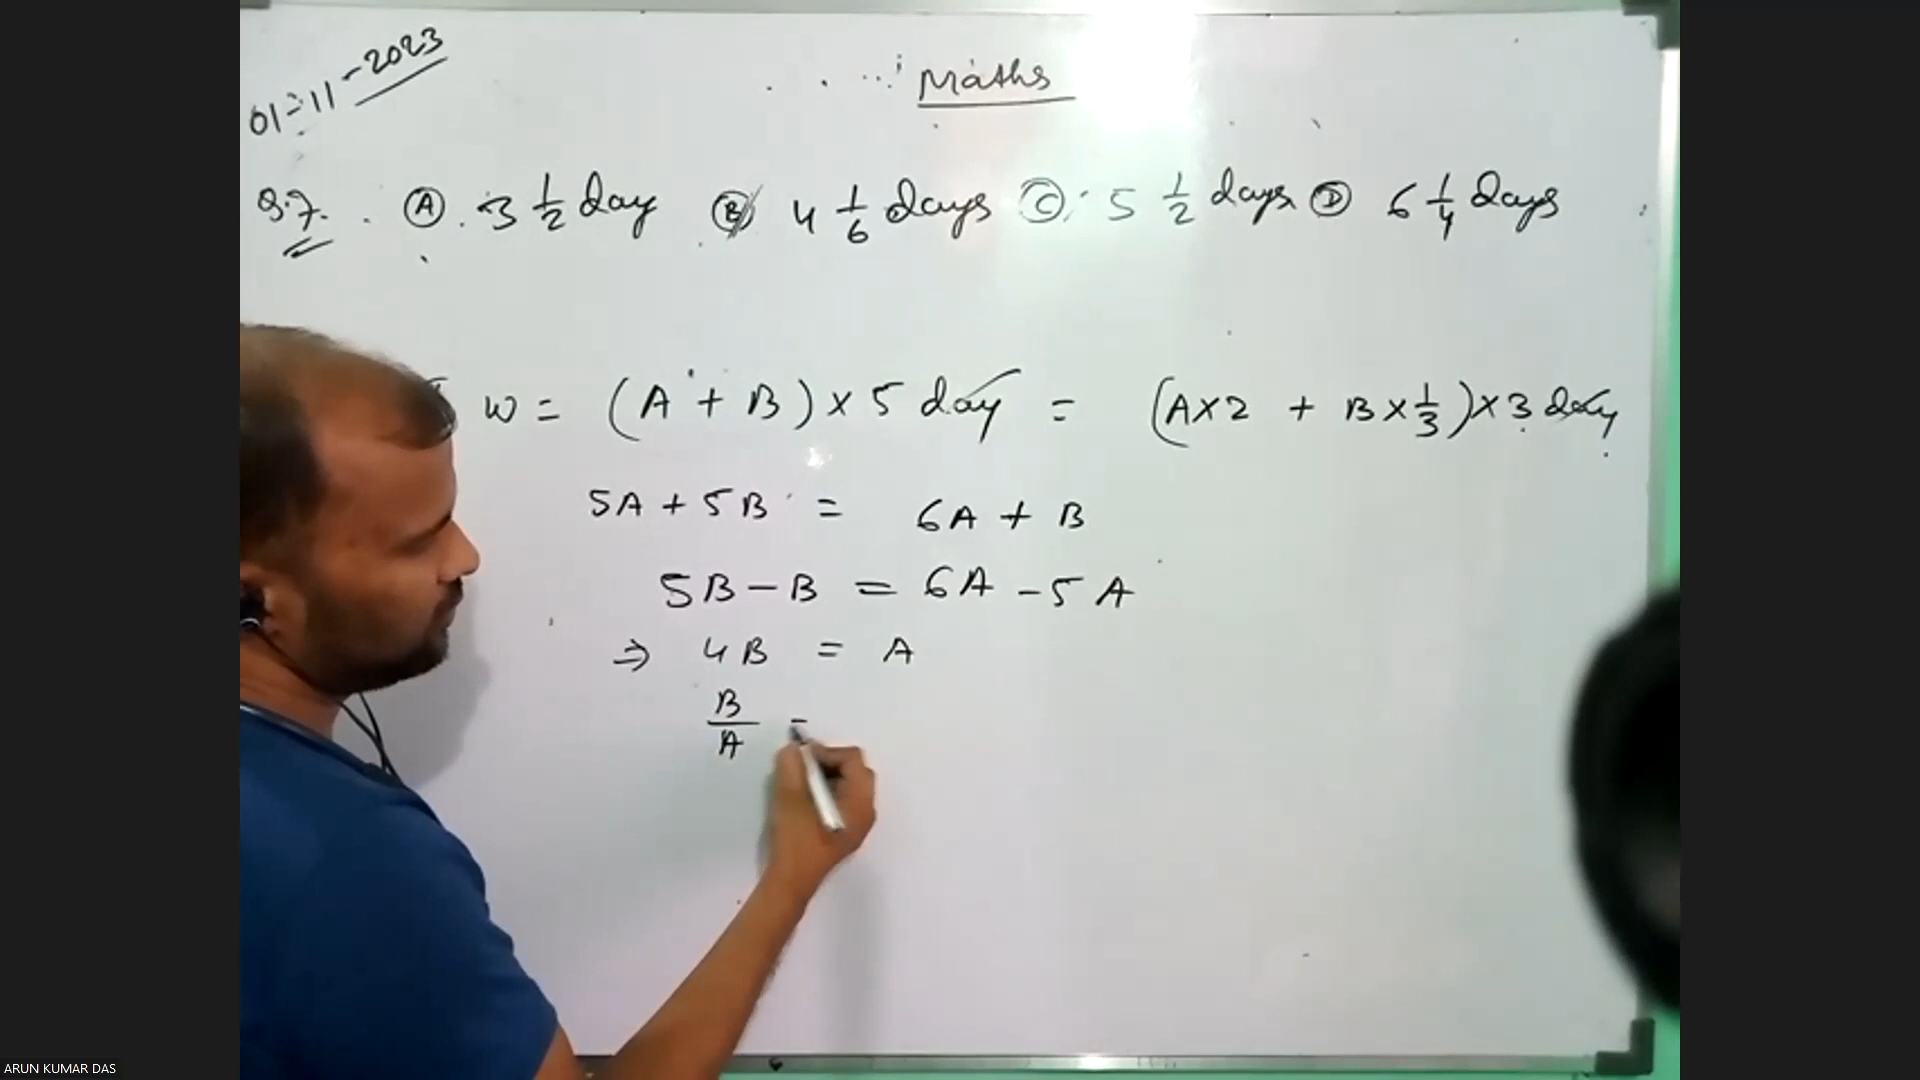 01-11-2023
Maths
Q.7. (A) 3 1/2 day (B) 4 1/6 days (C) 5 1/2 days (D) 6 1/4 days
W = (A + B) × 5 day = (A×2 + B×1/3)×3 day
5A + 5B = 6A + B
5B - B = 6A - 5A
⇒ 4B = A
B/A =
ARUN KUMAR DAS